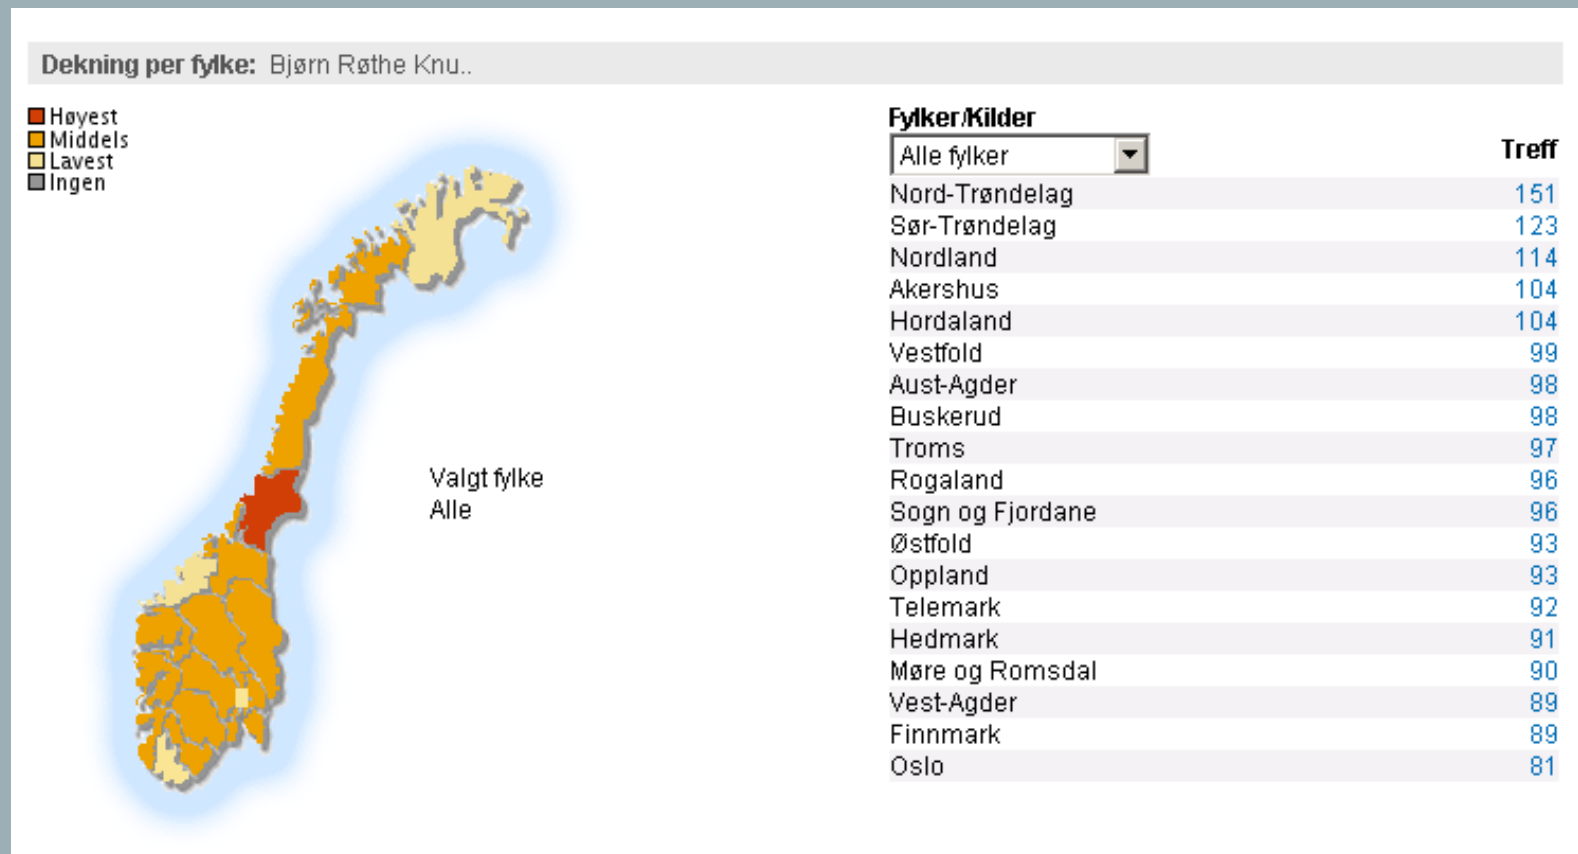 Dekning per fylke: Bjørn Røthe Knu..
Høyest
Middels
Lavest
Ingen
Valgt fylke
Alle
Fylker/Kilder
Alle fylker
Treff
Nord-Trøndelag 151
Sør-Trøndelag 123
Nordland 114
Akershus 104
Hordaland 104
Vestfold 99
Aust-Agder 98
Buskerud 98
Troms 97
Rogaland 96
Sogn og Fjordane 96
Østfold 93
Oppland 93
Telemark 92
Hedmark 91
Møre og Romsdal 90
Vest-Agder 89
Finnmark 89
Oslo 81